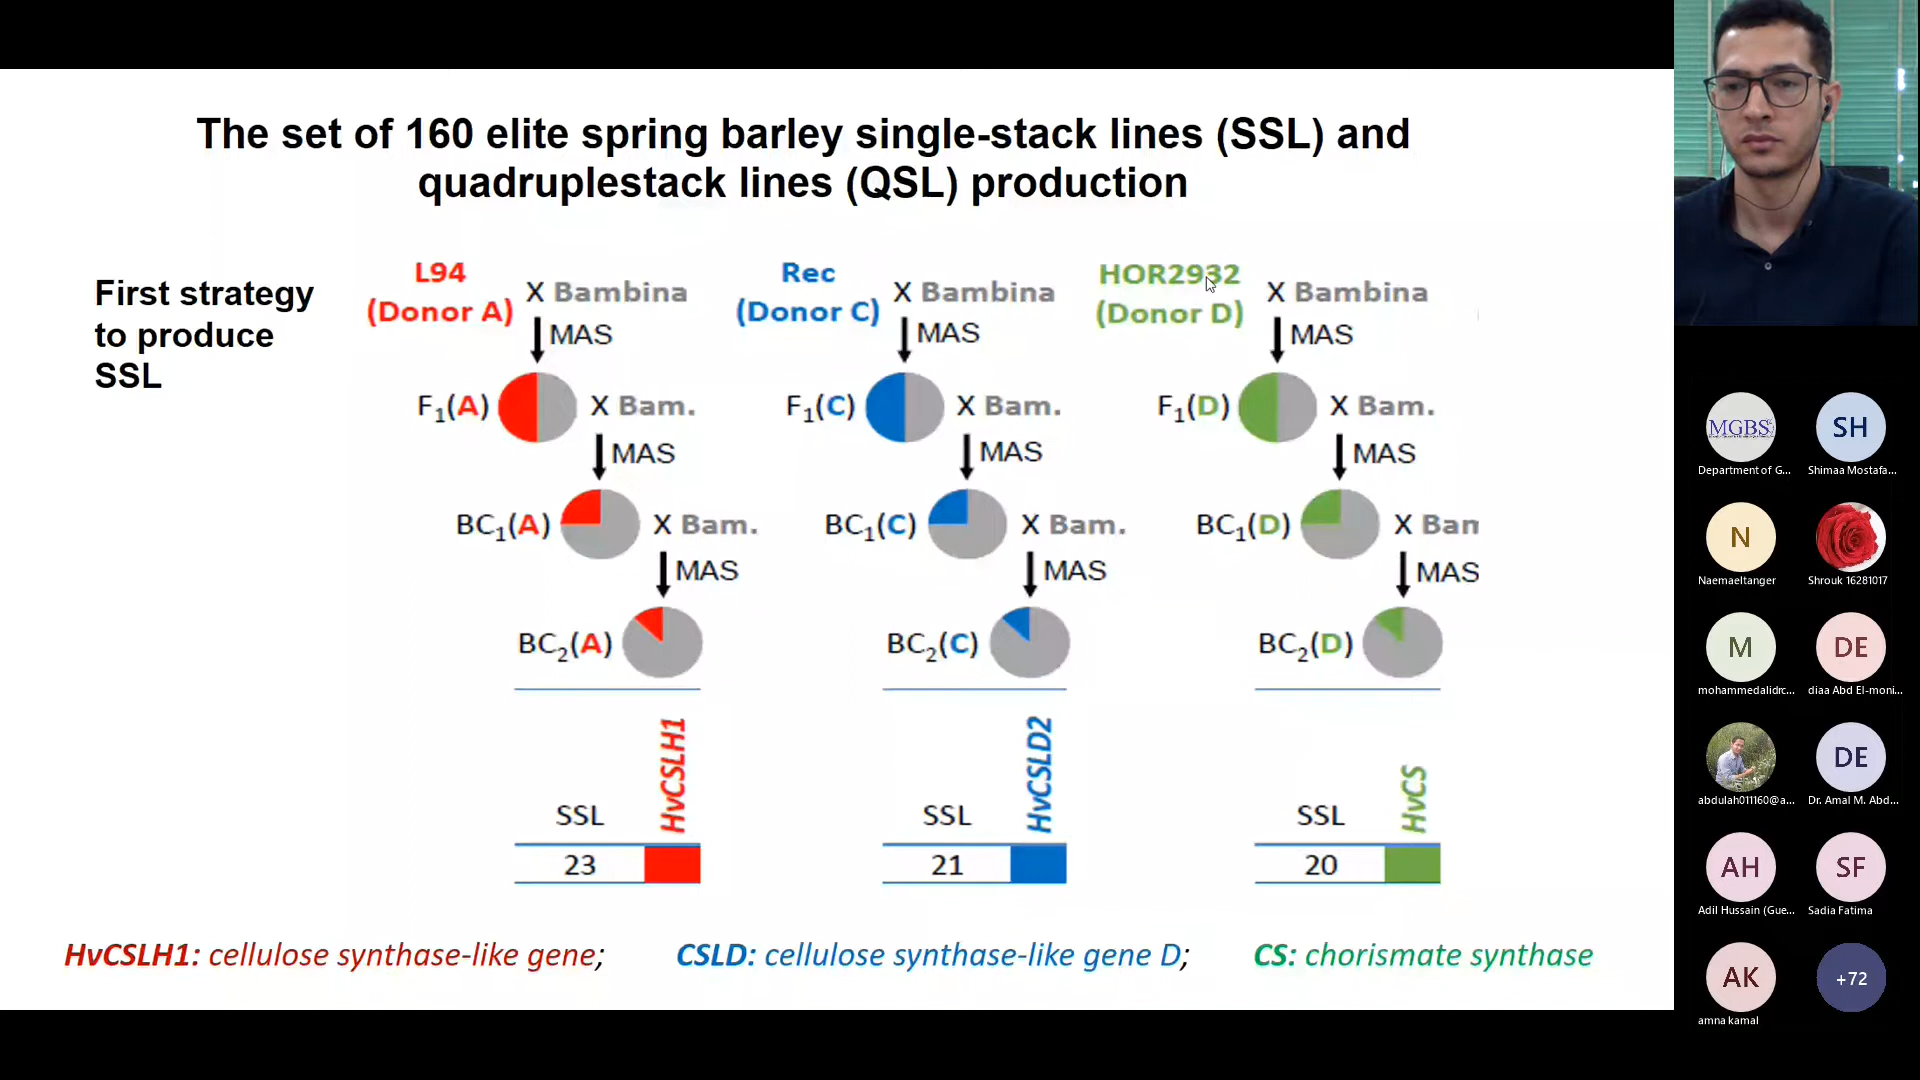 The set of 160 elite spring barley single-stack lines (SSL) and
quadruplestack lines (QSL) production
First strategy
to produce
SSL
L94
(Donor A)
X Bambina
MAS
F1(A)
X Bam.
MAS
BC1(A)
X Bam.
MAS
BC2(A)
SSL
HvCSLH1
23
Rec
(Donor C)
X Bambina
MAS
F1(C)
X Bam.
MAS
BC1(C)
X Bam.
MAS
BC2(C)
SSL
HvCSLD2
21
HOR2932
(Donor D)
X Bambina
MAS
F1(D)
X Bam.
MAS
BC1(D)
X Bam
MAS
BC2(D)
SSL
HvCS
20
HvCSLH1: cellulose synthase-like gene;
CSLD: cellulose synthase-like gene D;
CS: chorismate synthase
MGBS
Department of G...
SH
Shimaa Mostafa...
N
Naemaeltanger
Shrouk 16281017
M
mohammedalidrc...
DE
diaa Abd El-moni...
abdulah011160@a...
DE
Dr. Amal M. Abd...
AH
Adil Hussain (Gue...
SF
Sadia Fatima
AK
amna kamal
+72